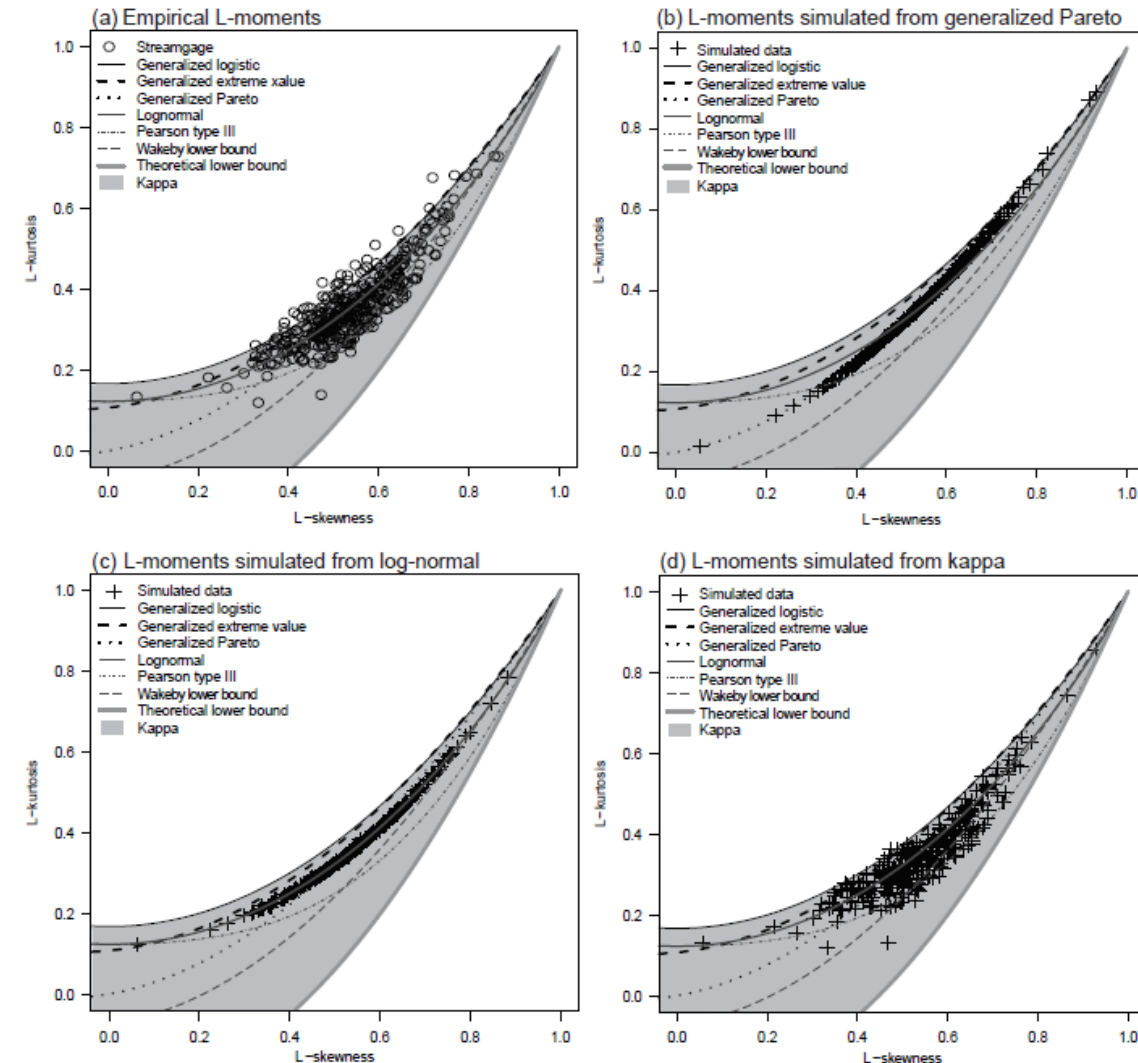 (a) Empirical L-moments
Streamgage
Generalized logistic
Generalized extreme xalue
Generalized Pareto
Lognormal
Pearson type III
Wakeby lower bound
Theoretical lower bound
Kappa
1.0
0.8
0.6
0.4
0.2
0.0
L-kurtosis
0.0 0.2 0.4 0.6 0.8 1.0
L-skewness
(b) L-moments simulated from generalized Pareto
Simulated data
Generalized logistic
Generalized extreme value
Generalized Pareto
Lognormal
Pearson type III
Wakeby lower bound
Theoretical lower bound
Kappa
1.0
0.8
0.6
0.4
0.2
0.0
L-kurtosis
0.0 0.2 0.4 0.6 0.8 1.0
L-skewness
(c) L-moments simulated from log-normal
Simulated data
Generalized logistic
Generalized extreme value
Generalized Pareto
Lognormal
Pearson type III
Wakeby lower bound
Theoretical lower bound
Kappa
1.0
0.8
0.6
0.4
0.2
0.0
L-kurtosis
0.0 0.2 0.4 0.6 0.8 1.0
L-skewness
(d) L-moments simulated from kappa
Simulated data
Generalized logistic
Generalized extreme value
Generalized Pareto
Lognormal
Pearson type III
Wakeby lower bound
Theoretical lower bound
Kappa
1.0
0.8
0.6
0.4
0.2
0.0
L-kurtosis
0.0 0.2 0.4 0.6 0.8 1.0
L-skewness